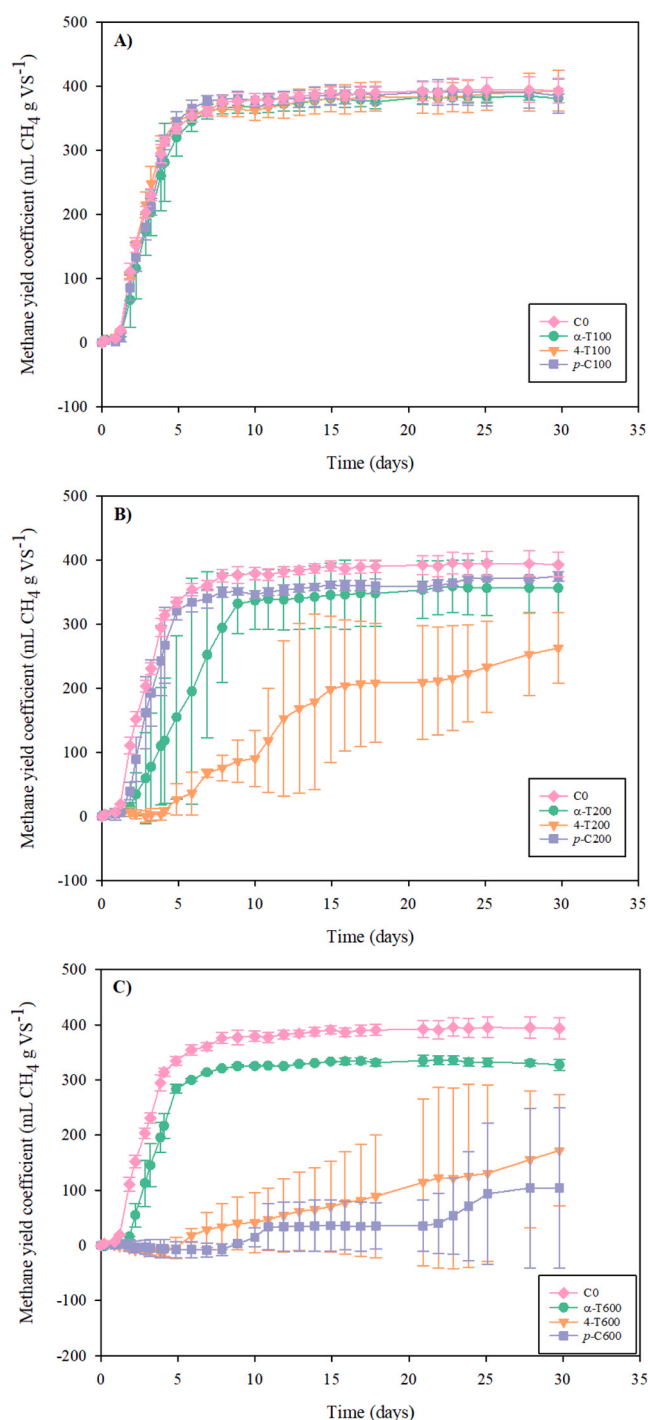 A)
Methane yield coefficient (mL CH4 g VS-1)
500
400
300
200
100
0
-100
C0
α-T100
4-T100
p-C100
0 5 10 15 20 25 30 35
Time (days)
B)
Methane yield coefficient (mL CH4 g VS-1)
500
400
300
200
100
0
-100
C0
α-T200
4-T200
p-C200
0 5 10 15 20 25 30 35
Time (days)
C)
Methane yield coefficient (mL CH4 g VS-1)
500
400
300
200
100
0
-100
-200
C0
α-T600
4-T600
p-C600
0 5 10 15 20 25 30 35
Time (days)